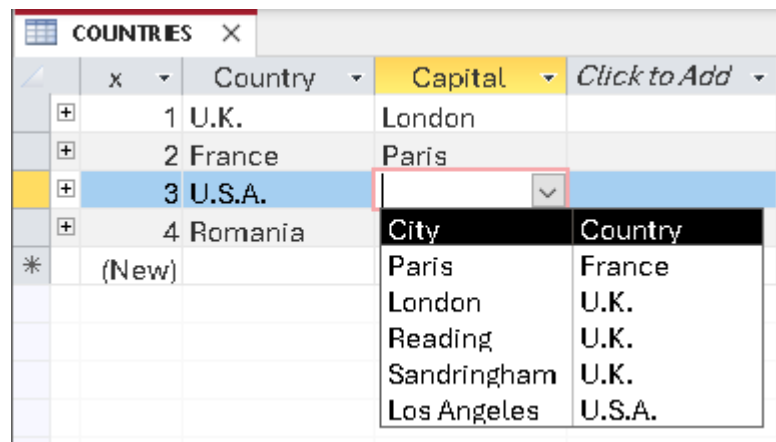 COUNTRIES
x Country Capital Click to Add
1 U.K. London
2 France Paris
3 U.S.A.
4 Romania
(New)
City Country
Paris France
London U.K.
Reading U.K.
Sandringham U.K.
Los Angeles U.S.A.